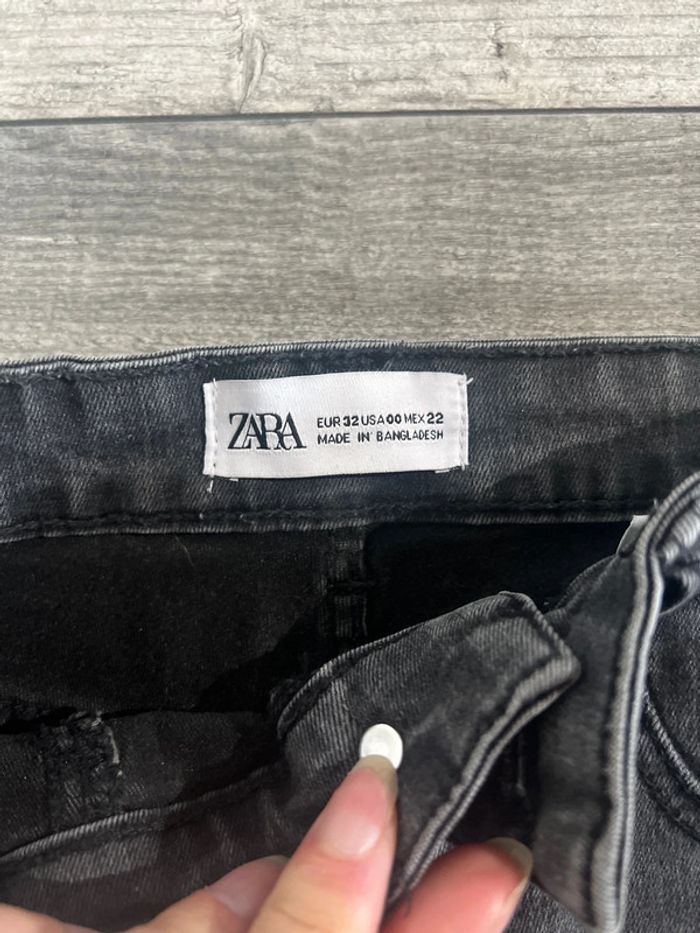 ZARA
EUR 32 USA 00 MEX 22
MADE IN BANGLADESH